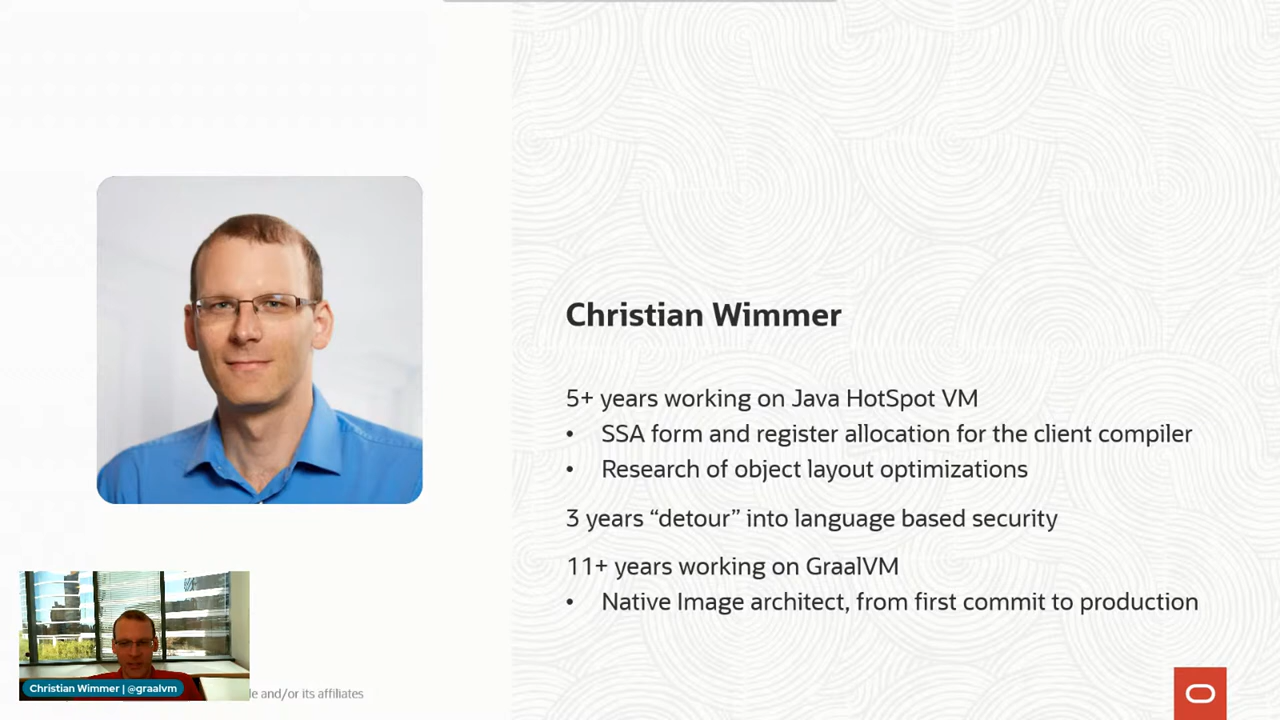 Christian Wimmer
5+ years working on Java HotSpot VM
• SSA form and register allocation for the client compiler
• Research of object layout optimizations
3 years “detour” into language based security
11+ years working on GraalVM
• Native Image architect, from first commit to production
Christian Wimmer | @graalvm
and/or its affiliates